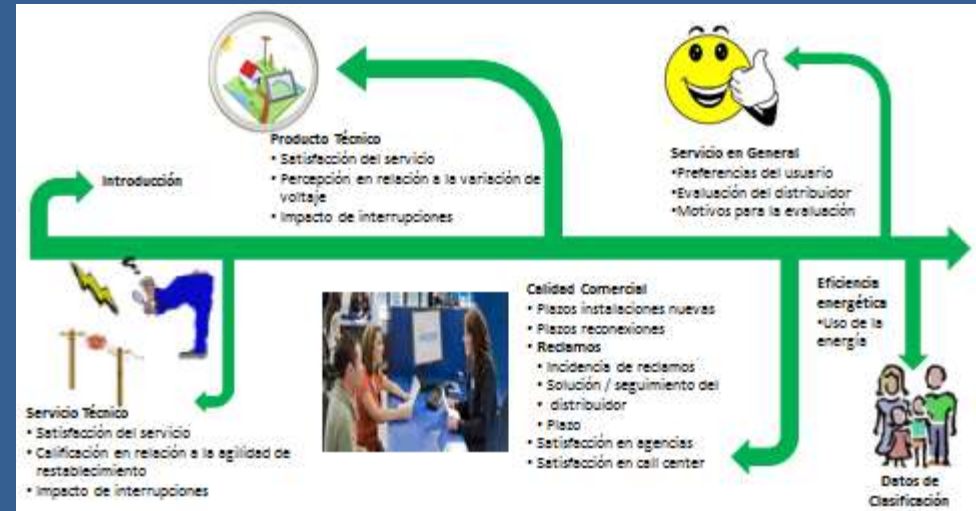 Introducción
Servicio Técnico
• Satisfacción del servicio
• Calificación en relación a la agilidad de
restablecimiento
• Impacto de interrupciones
Producto Técnico
• Satisfacción del servicio
• Percepción en relación a la variación de
voltaje
• Impacto de interrupciones
Calidad Comercial
• Plazos instalaciones nuevas
• Plazos reconexiones
• Reclamos
• Incidencia de reclamos
• Solución / seguimiento del
• distribuidor
• Plazo
• Satisfacción en agencias
• Satisfacción en call center
Servicio en General
•Preferencias del usuario
•Evaluación del distribuidor
•Motivos para la evaluación
Eficiencia
energética
•Uso de la
energía
Datos de
Clasificación